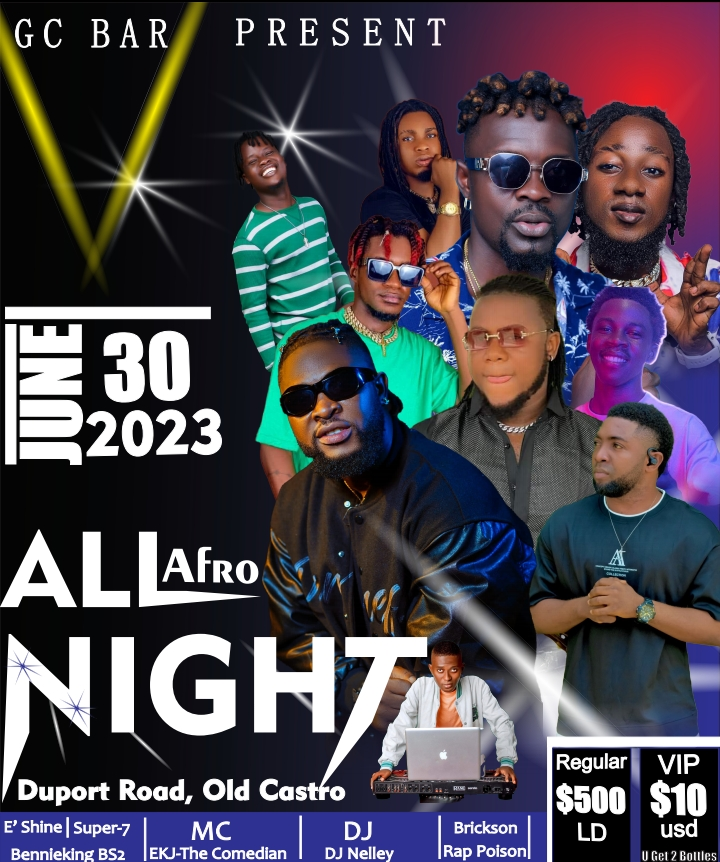 GC BAR PRESENT
JUNE 30
2023
ALL Afro
NIGHT
Duport Road, Old Castro
Regular
$500
LD
VIP
$10
usd
U Get 2 Bottles
E' Shine | Super-7
Bennieking BS2
MC
EKJ-The Comedian
DJ
DJ Nelley
Brickson
Rap Poison